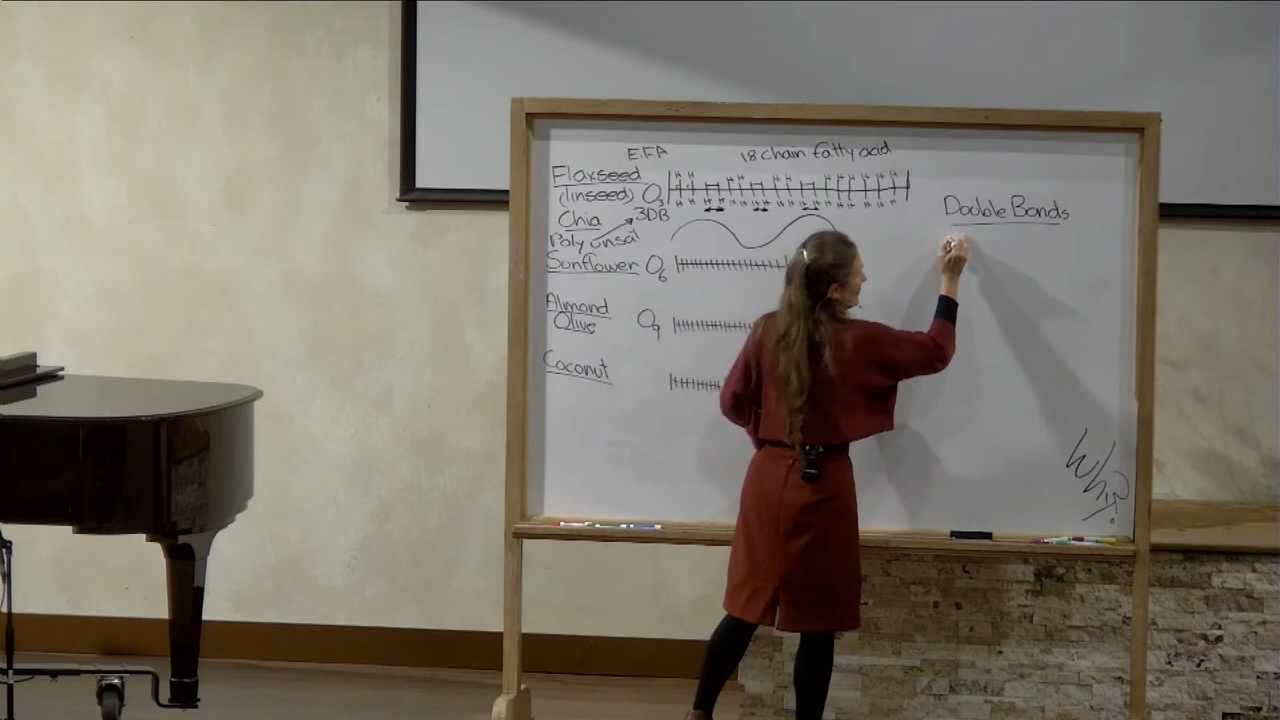 E.F.A
18 chain fatty acid
Flaxseed
(linseed) O3
Chia 3DB
Poly unsat
Sunflower O6
Almond
Olive O9
Coconut
Double Bonds